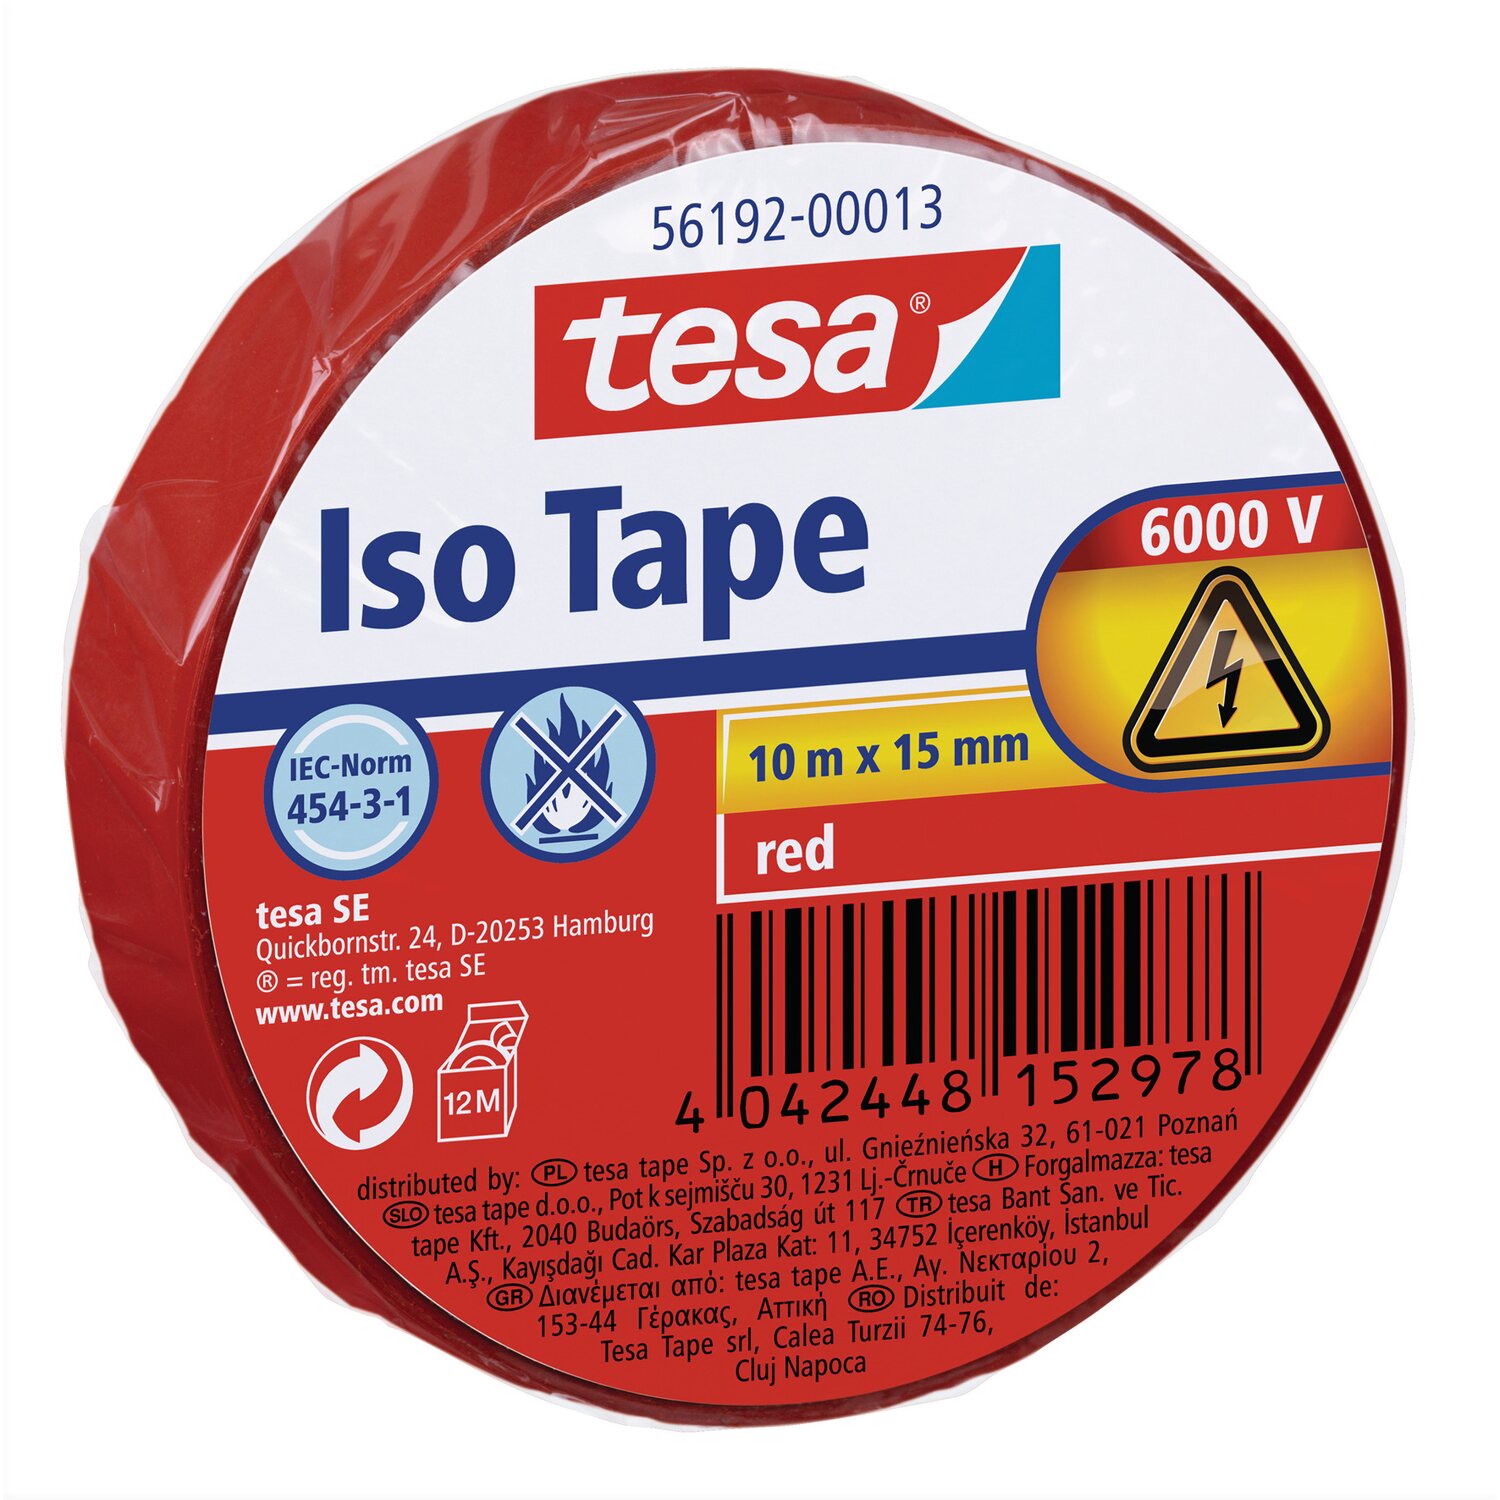 56192-00013
tesa®
Iso Tape
6000 V
IEC-Norm
454-3-1
10 m x 15 mm
red
tesa SE
Quickbornstr. 24, D-20253 Hamburg
® = reg. tm. tesa SE
www.tesa.com
12M
4 042448 152978
distributed by: PL tesa tape Sp. z o.o., ul. Gnieźnieńska 32, 61-021 Poznań
SLO tesa tape d.o.o., Pot k sejmišču 30, 1231 Lj.-Črnuče H Forgalmazza: tesa
tape Kft., 2040 Budaörs, Szabadság út 117 TR tesa Bant San. ve Tic.
A.Ş., Kayışdağı Cad. Kar Plaza Kat: 11, 34752 İçerenköy, İstanbul
GR Διανέμεται από: tesa tape A.E., Αγ. Νεκταρίου 2,
153-44 Γέρακας, Αττική RO Distribuit de:
Tesa Tape srl, Calea Turzii 74-76,
Cluj Napoca